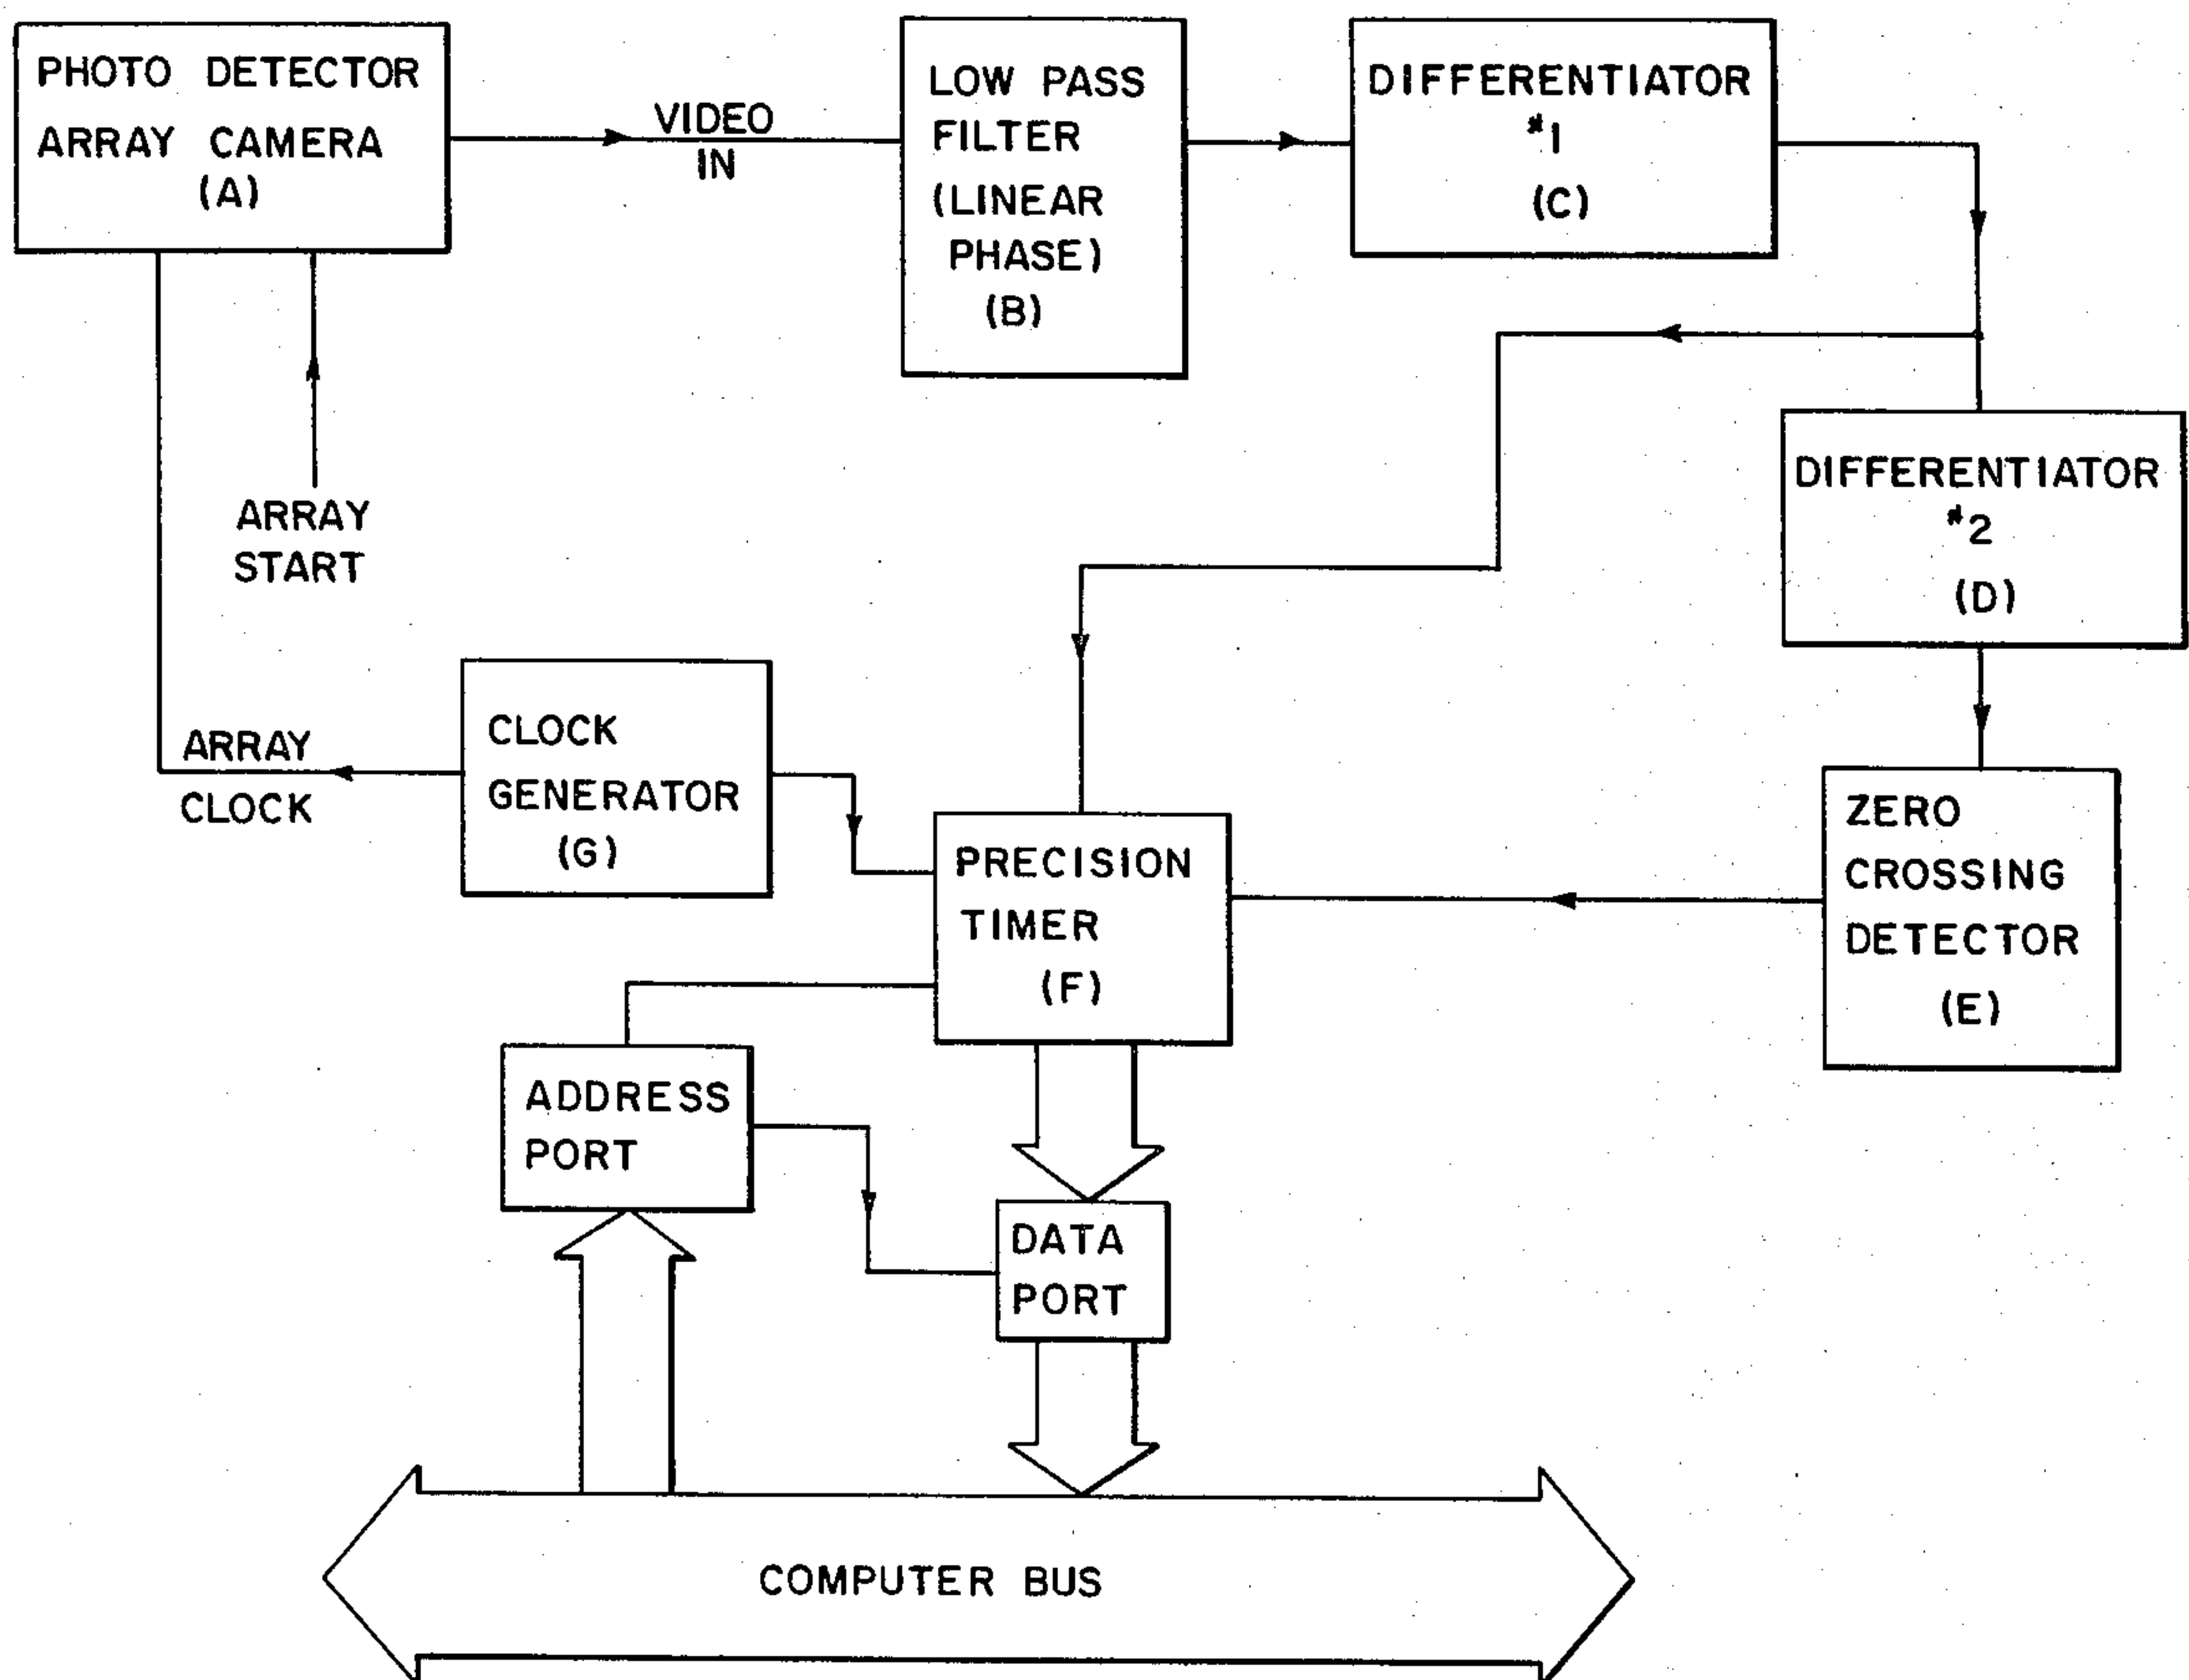 PHOTO DETECTOR
ARRAY CAMERA
(A)
VIDEO
IN
LOW PASS
FILTER
(LINEAR
PHASE)
(B)
DIFFERENTIATOR
#1
(C)
ARRAY
START
DIFFERENTIATOR
#2
(D)
ARRAY
CLOCK
CLOCK
GENERATOR
(G)
PRECISION
TIMER
(F)
ZERO
CROSSING
DETECTOR
(E)
ADDRESS
PORT
DATA
PORT
COMPUTER BUS